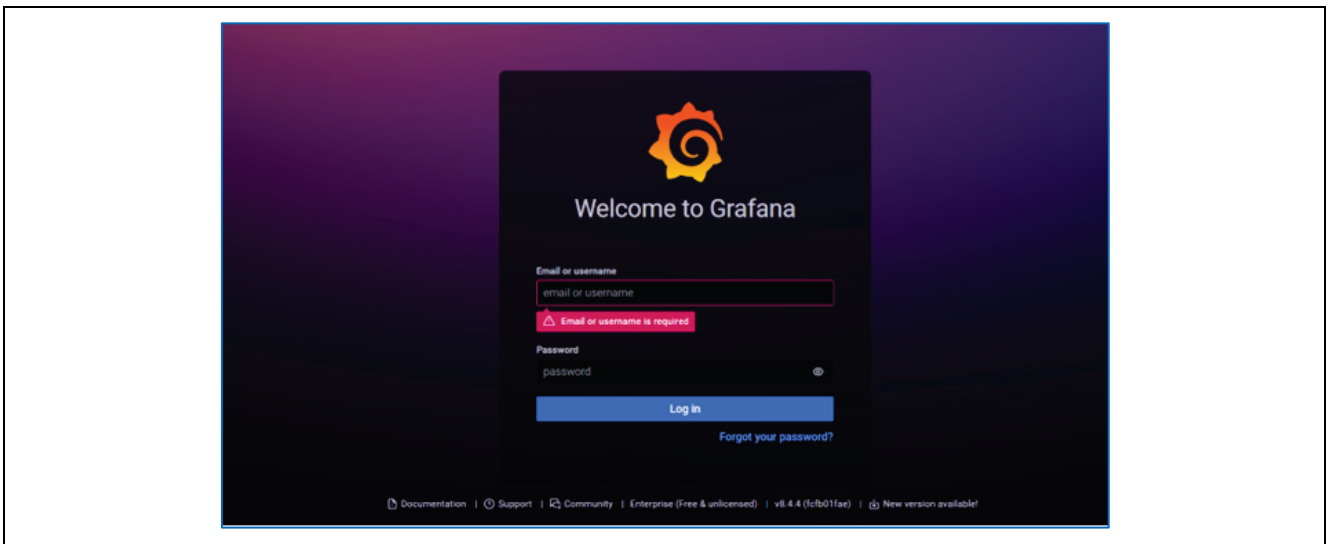 Welcome to Grafana
Email or username
email or username
Email or username is required
Password
password
Log in
Forgot your password?
Documentation | Support | Community | Enterprise (Free & unlicensed) | v8.4.4 (fcfb01fae) | New version available!